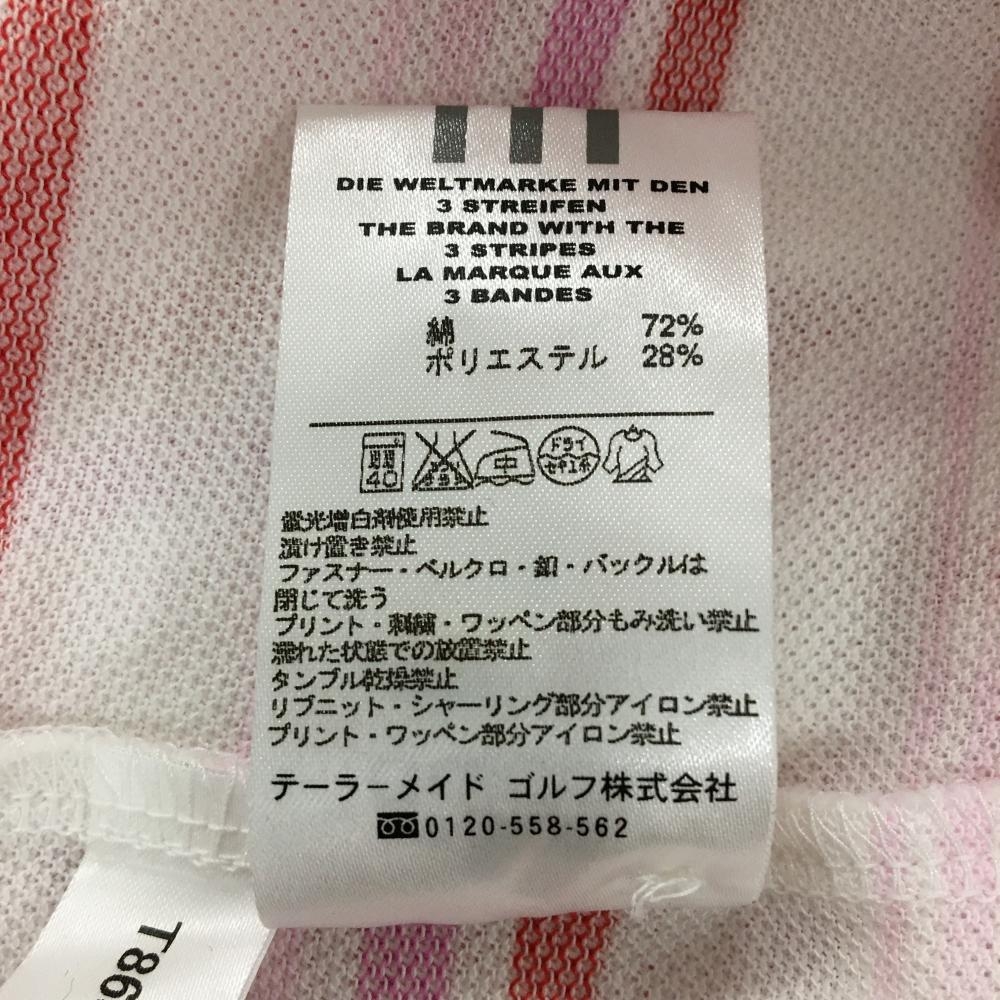 DIE WELTMARKE MIT DEN
3 STREIFEN
THE BRAND WITH THE
3 STRIPES
LA MARQUE AUX
3 BANDES
綿 72%
ポリエステル 28%
40 中 ドライ セキユ系
蛍光増白剤使用禁止
漬け置き禁止
ファスナー・ベルクロ・釦・バックルは
閉じて洗う
プリント・刺繍・ワッペン部分もみ洗い禁止
濡れた状態での放置禁止
タンブル乾燥禁止
リブニット・シャーリング部分アイロン禁止
プリント・ワッペン部分アイロン禁止
テーラーメイド ゴルフ株式会社
0120-558-562
T86